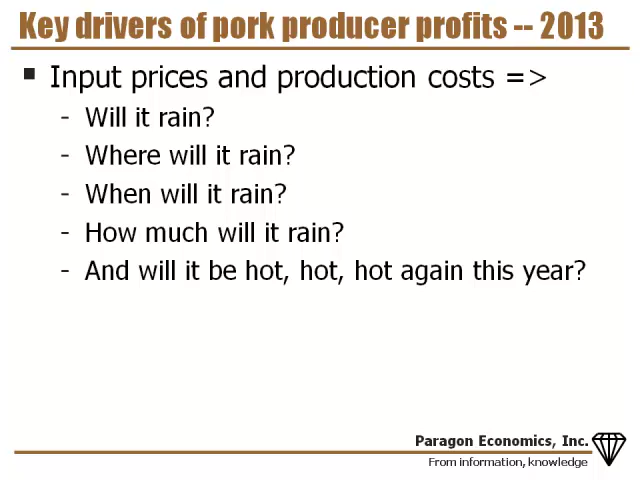 Key drivers of pork producer profits -- 2013
▪ Input prices and production costs =>
- Will it rain?
- Where will it rain?
- When will it rain?
- How much will it rain?
- And will it be hot, hot, hot again this year?
Paragon Economics, Inc.
From information, knowledge